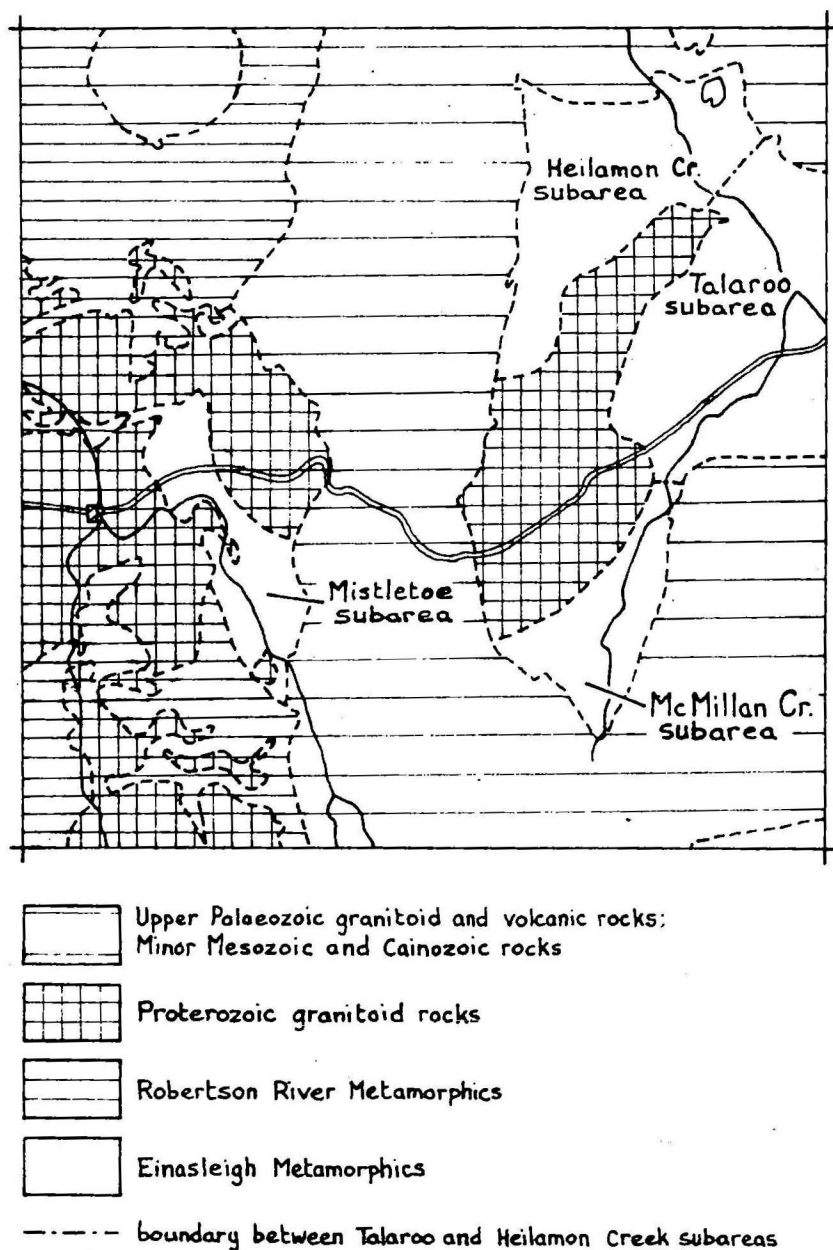 Heilamon Cr.
subarea
Talaroo
subarea
Mistletoe
subarea
McMillan Cr.
subarea
Upper Palaeozoic granitoid and volcanic rocks;
Minor Mesozoic and Cainozoic rocks
Proterozoic granitoid rocks
Robertson River Metamorphics
Einasleigh Metamorphics
boundary between Talaroo and Heilamon Creek subareas